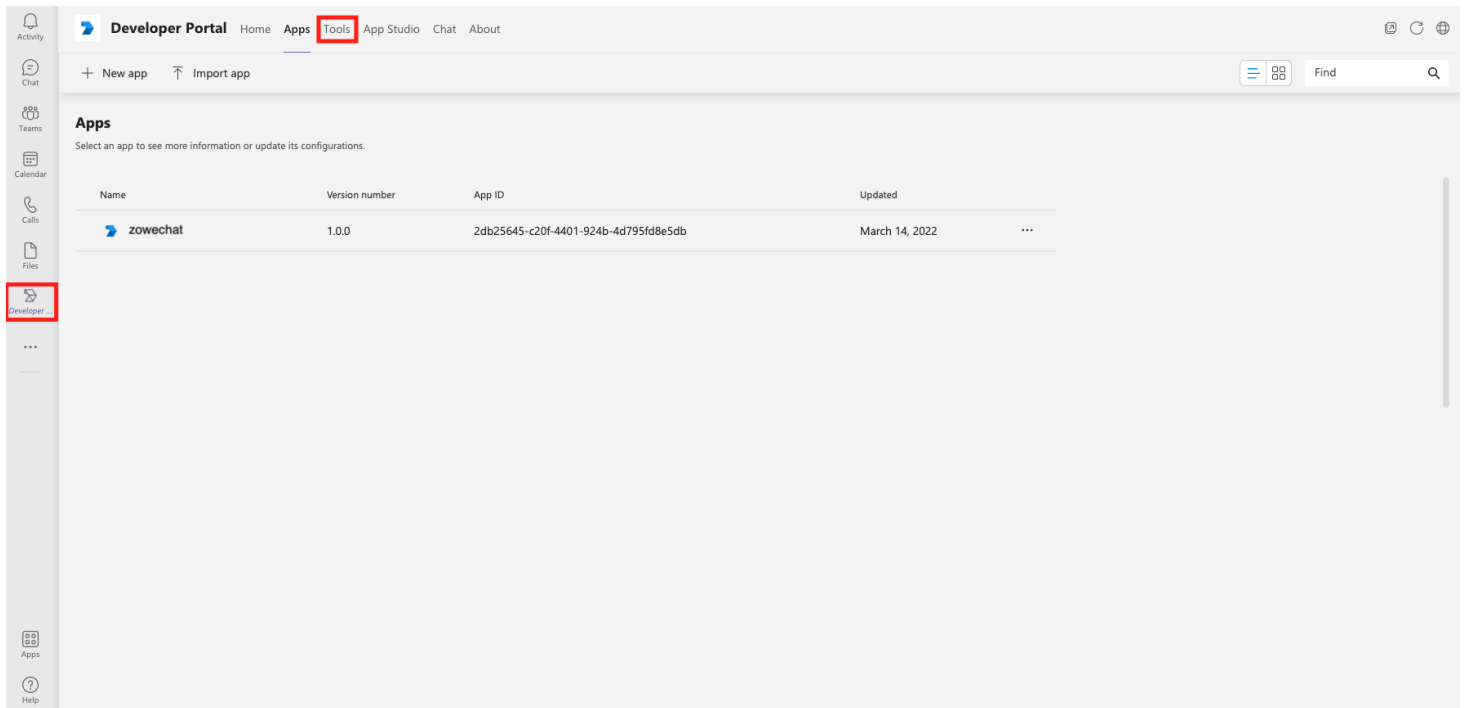 Activity
Chat
Teams
Calendar
Calls
Files
Developer ...
Apps
Help
Developer Portal Home Apps Tools App Studio Chat About
New app Import app
Find
Apps
Select an app to see more information or update its configurations.
Name Version number App ID Updated
zowechat 1.0.0 2db25645-c20f-4401-924b-4d795fd8e5db March 14, 2022